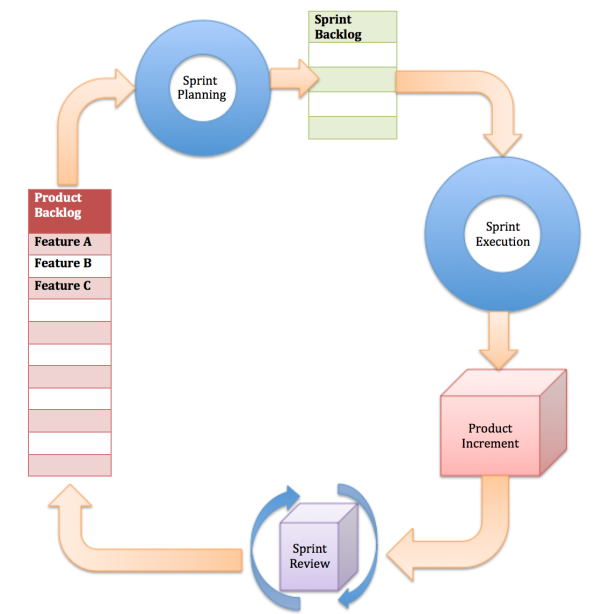 Sprint
Backlog
Sprint
Planning
Product
Backlog
Feature A
Feature B
Feature C
Sprint
Execution
Product
Increment
Sprint
Review